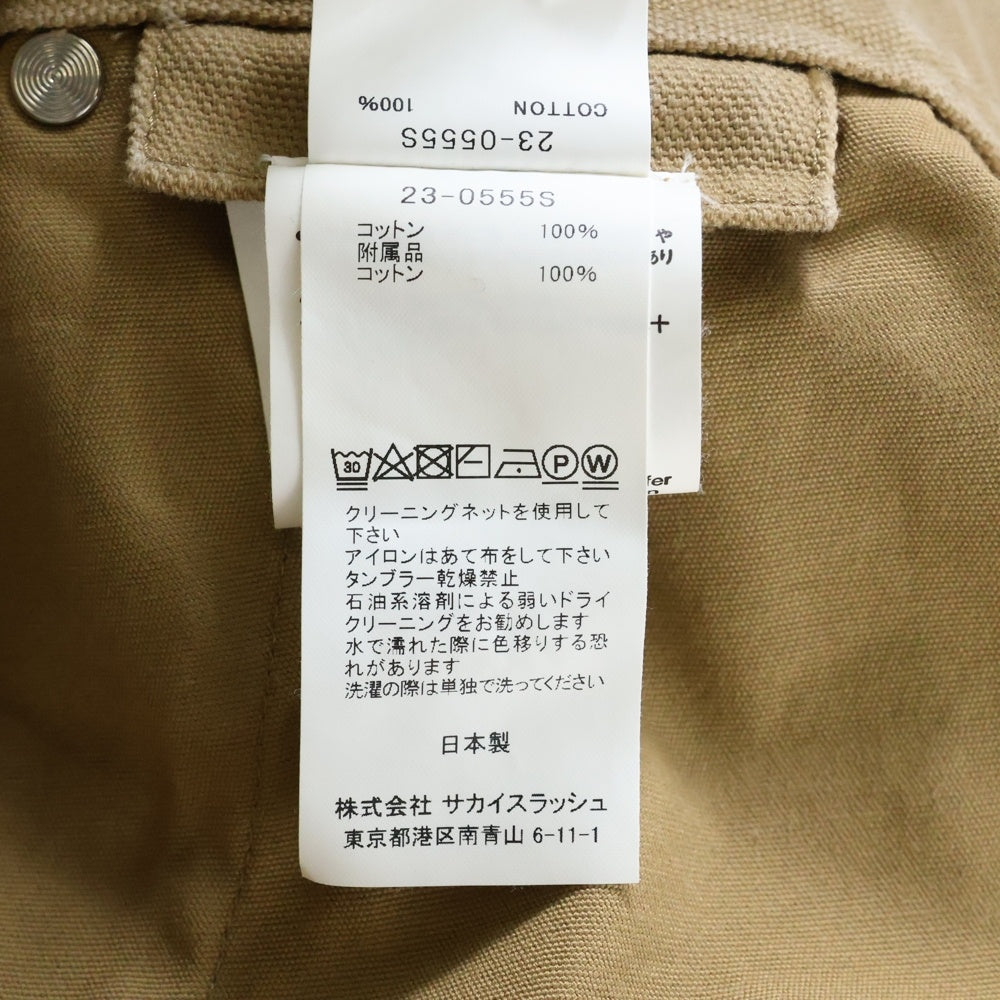 COTTON 100%
23-0555S
23-0555S
コットン 100%
附属品
コットン 100%
30
P
W
クリーニングネットを使用して
下さい
アイロンはあて布をして下さい
タンブラー乾燥禁止
石油系溶剤による弱いドライ
クリーニングをお勧めします
水で濡れた際に色移りする恐
れがあります
洗濯の際は単独で洗ってください
日本製
株式会社 サカイスラッシュ
東京都港区南青山 6-11-1
や
あり
+
fer